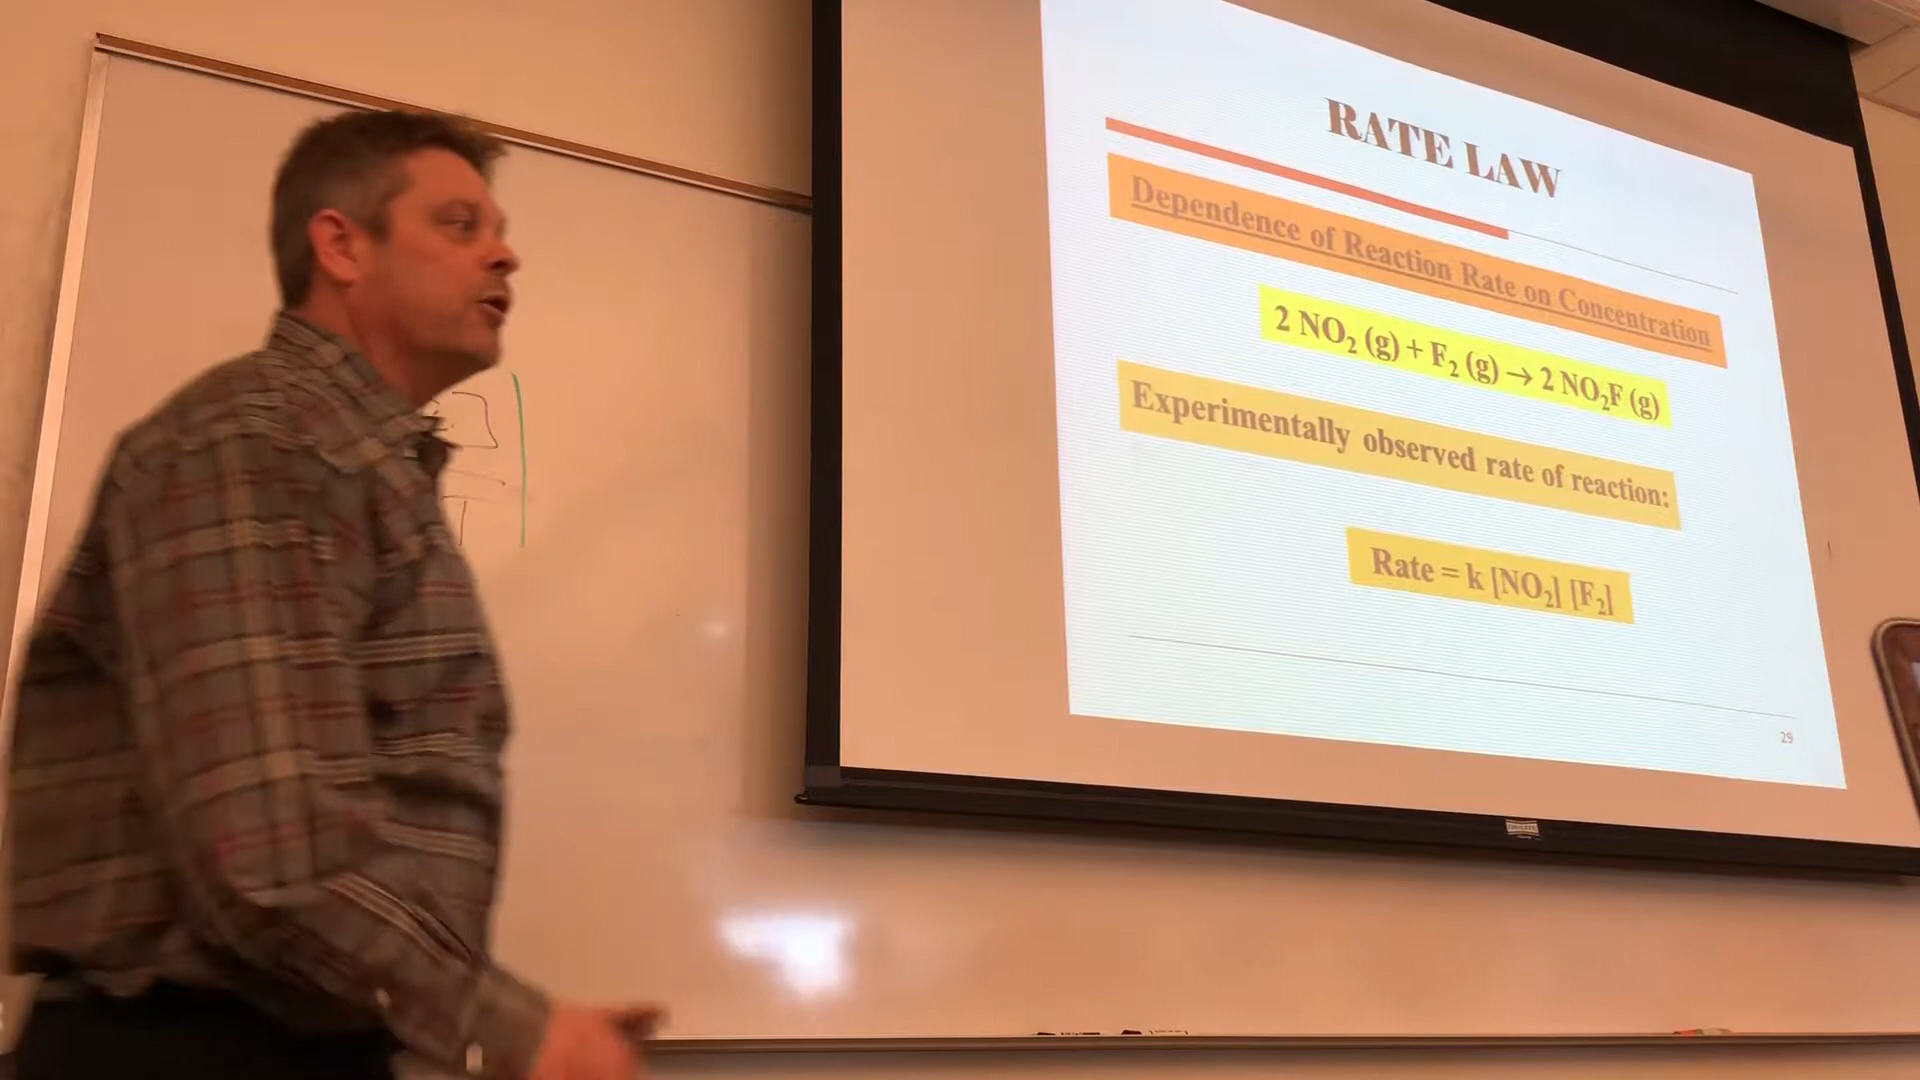 RATE LAW
Dependence of Reaction Rate on Concentration
2 NO₂ (g) + F₂ (g) → 2 NO₂F (g)
Experimentally observed rate of reaction:
Rate = k [NO₂] [F₂]
29